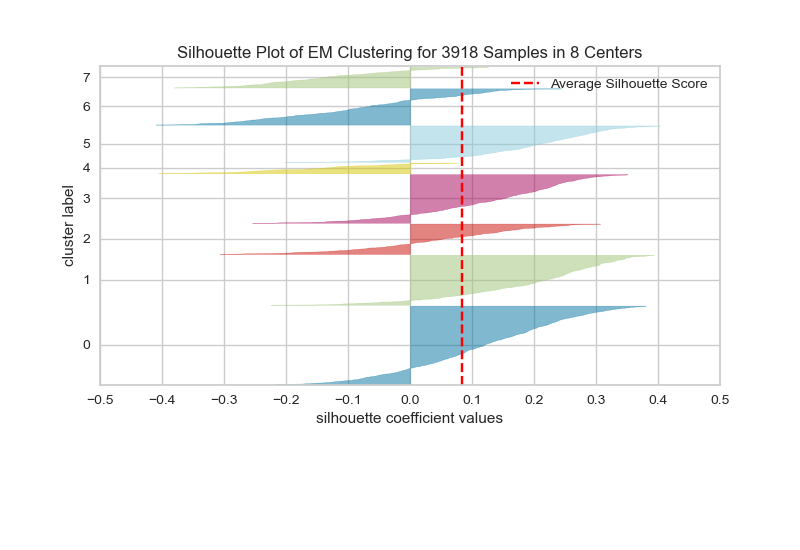 Silhouette Plot of EM Clustering for 3918 Samples in 8 Centers
Average Silhouette Score
7
6
5
4
3
2
1
0
cluster label
−0.5 −0.4 −0.3 −0.2 −0.1 0.0 0.1 0.2 0.3 0.4 0.5
silhouette coefficient values